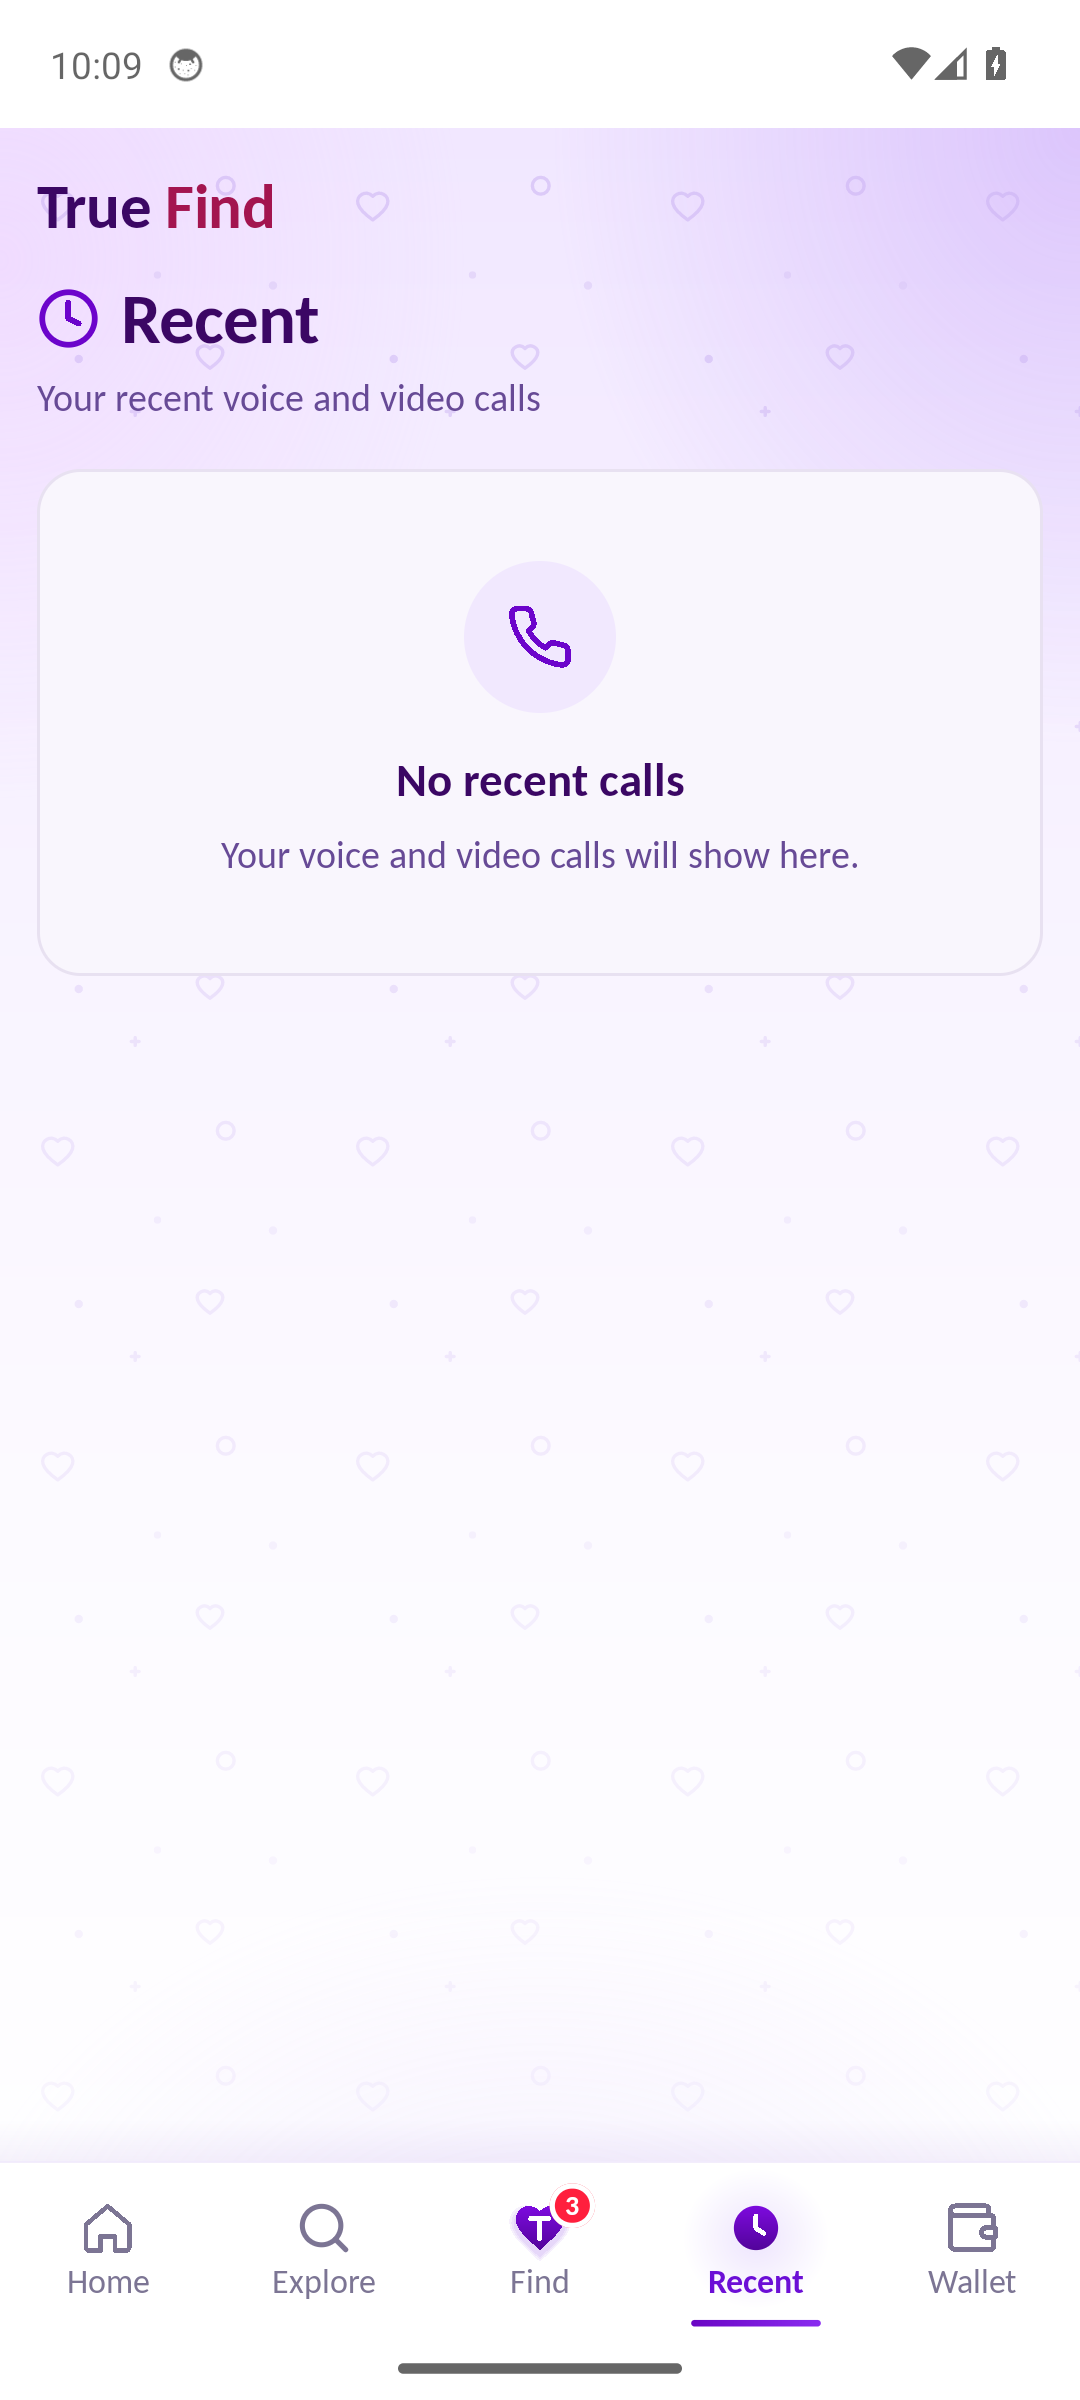 10:09
True Find
Recent
Your recent voice and video calls
No recent calls
Your voice and video calls will show here.
T
3
Home
Explore
Find
Recent
Wallet